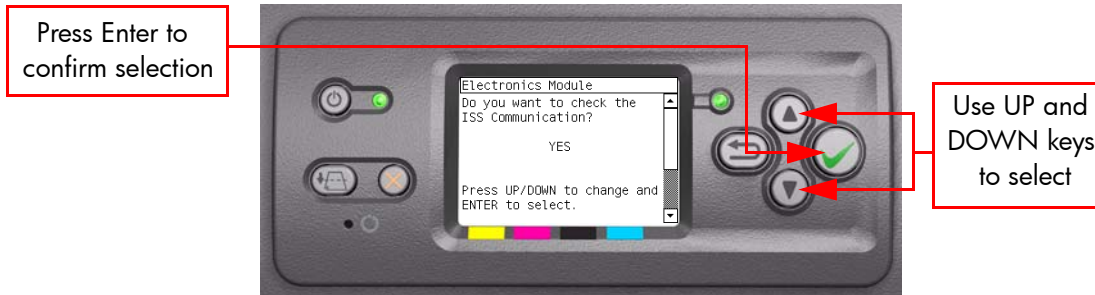 Press Enter to
confirm selection
Electronics Module
Do you want to check the
ISS Communication?
YES
Press UP/DOWN to change and
ENTER to select.
Use UP and
DOWN keys
to select